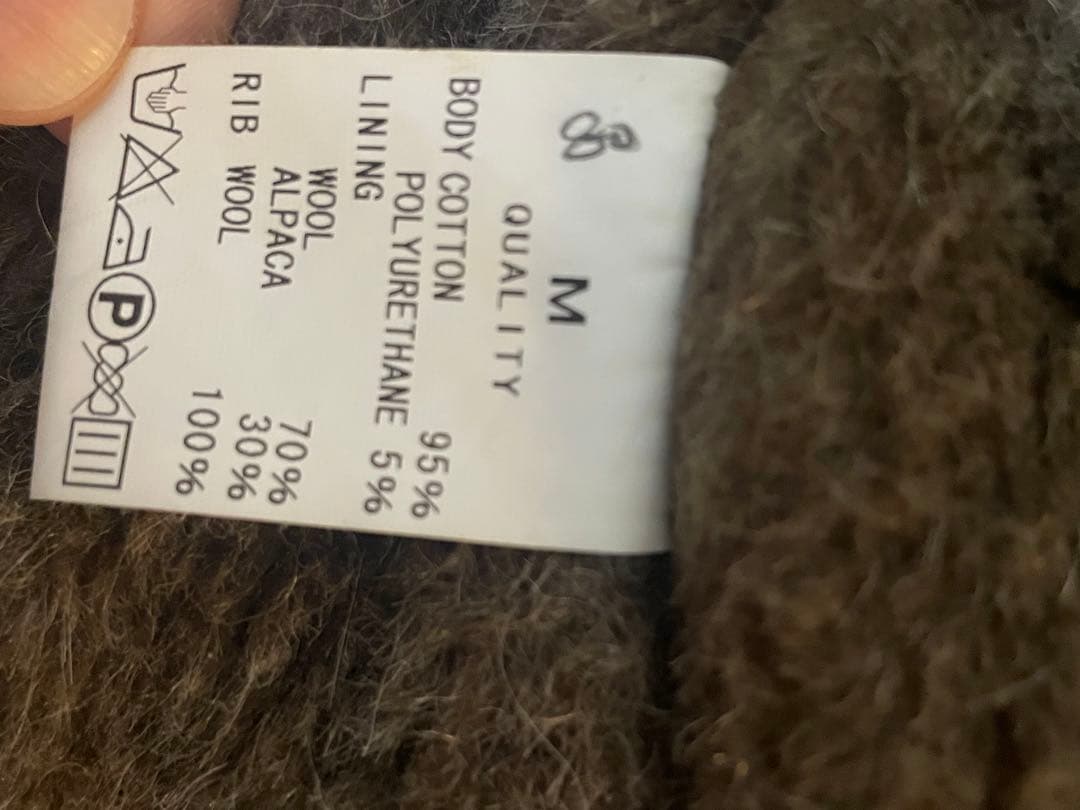 M
QUALITY
BODY COTTON 95%
POLYURETHANE 5%
LINING
WOOL 70%
ALPACA 30%
RIB WOOL 100%
P